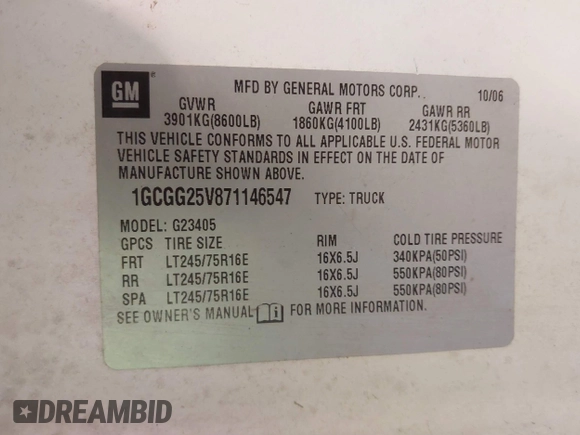 GM
MFD BY GENERAL MOTORS CORP. 10/06
GVWR GAWR FRT GAWR RR
3901KG(8600LB) 1860KG(4100LB) 2431KG(5360LB)
THIS VEHICLE CONFORMS TO ALL APPLICABLE U.S. FEDERAL MOTOR
VEHICLE SAFETY STANDARDS IN EFFECT ON THE DATE OF
MANUFACTURE SHOWN ABOVE.
1GCGG25V871146547 TYPE: TRUCK
MODEL: G23405
GPCS TIRE SIZE RIM COLD TIRE PRESSURE
FRT LT245/75R16E 16X6.5J 340KPA(50PSI)
RR LT245/75R16E 16X6.5J 550KPA(80PSI)
SPA LT245/75R16E 16X6.5J 550KPA(80PSI)
SEE OWNER'S MANUAL FOR MORE INFORMATION.
DREAMBID